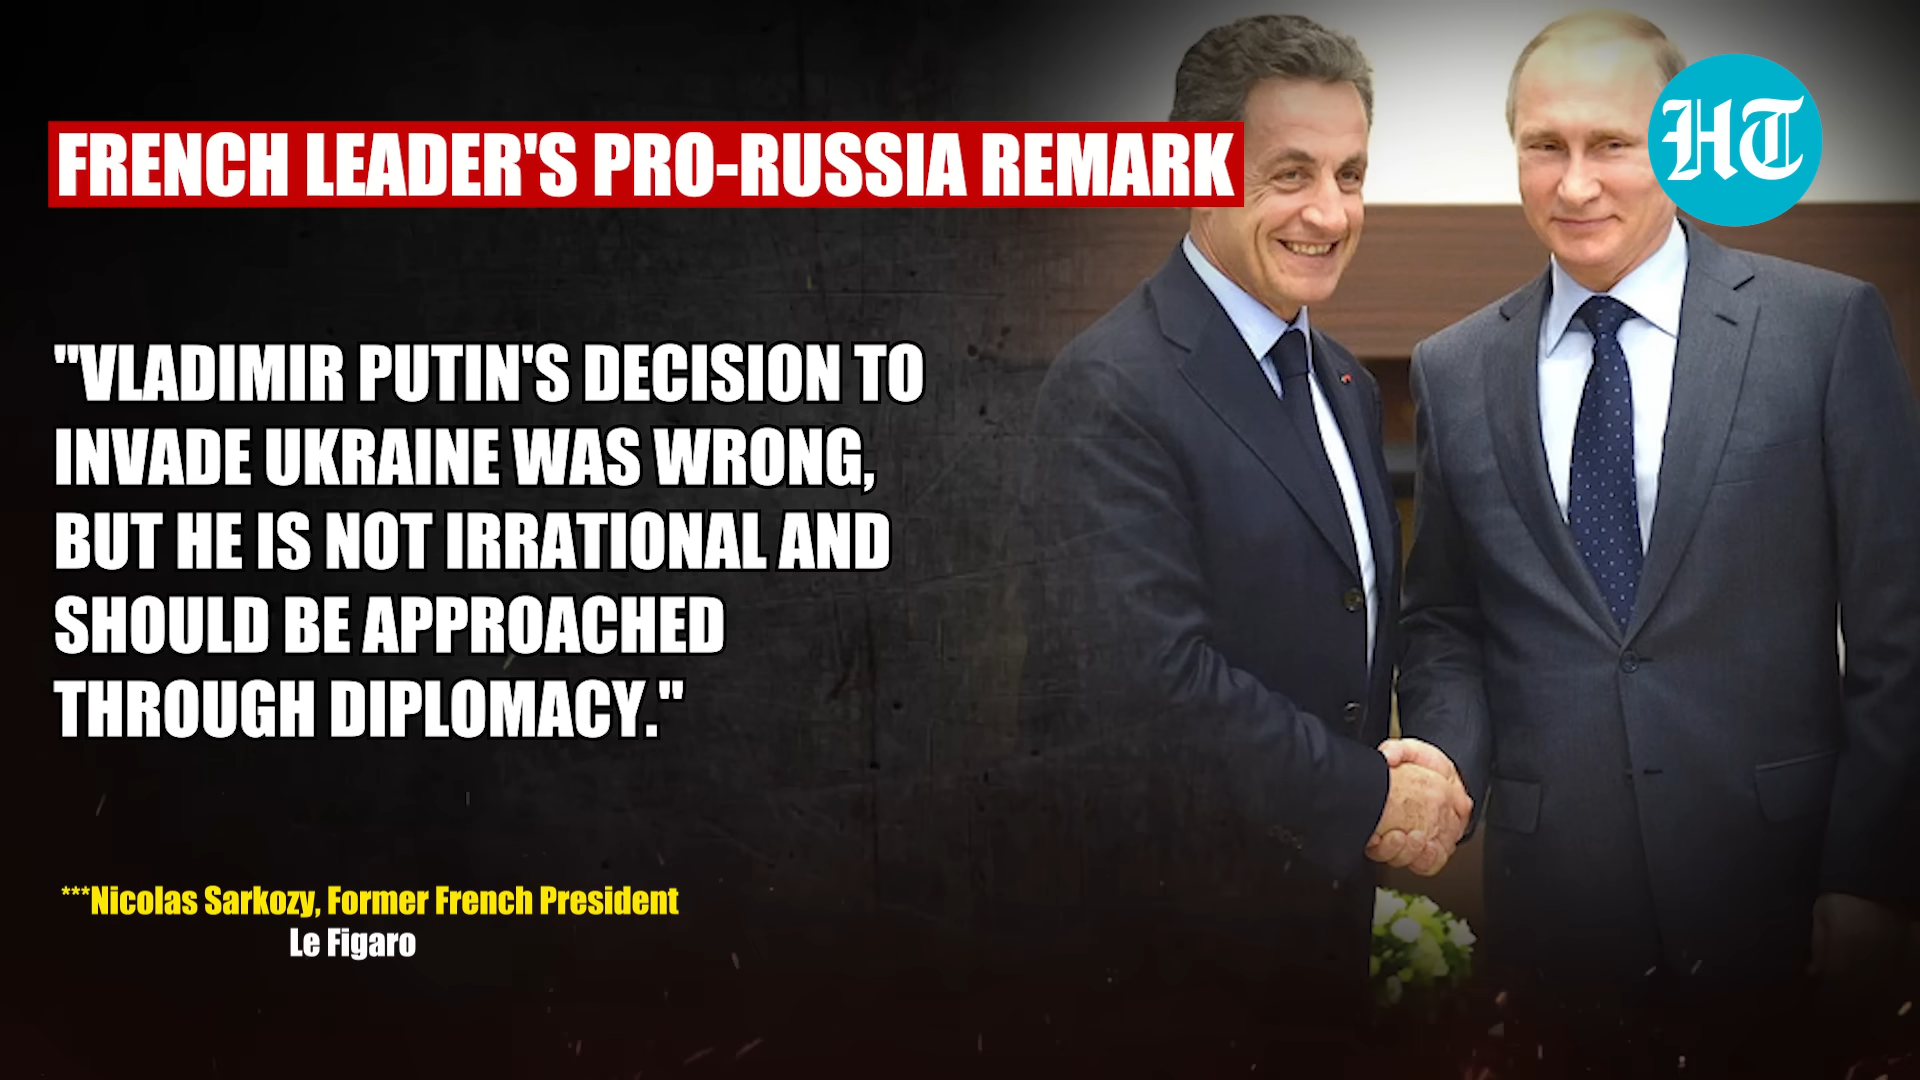 FRENCH LEADER'S PRO-RUSSIA REMARK
HT
"VLADIMIR PUTIN'S DECISION TO
INVADE UKRAINE WAS WRONG,
BUT HE IS NOT IRRATIONAL AND
SHOULD BE APPROACHED
THROUGH DIPLOMACY."
***Nicolas Sarkozy, Former French President
Le Figaro